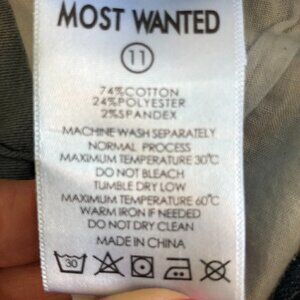 MOST WANTED
11
74%COTTON
24%POLYESTER
2%SPANDEX
MACHINE WASH SEPARATELY
NORMAL PROCESS
MAXIMUM TEMPERATURE 30℃
DO NOT BLEACH
TUMBLE DRY LOW
MAXIMUM TEMPERATURE 60℃
WARM IRON IF NEEDED
DO NOT DRY CLEAN
MADE IN CHINA
30